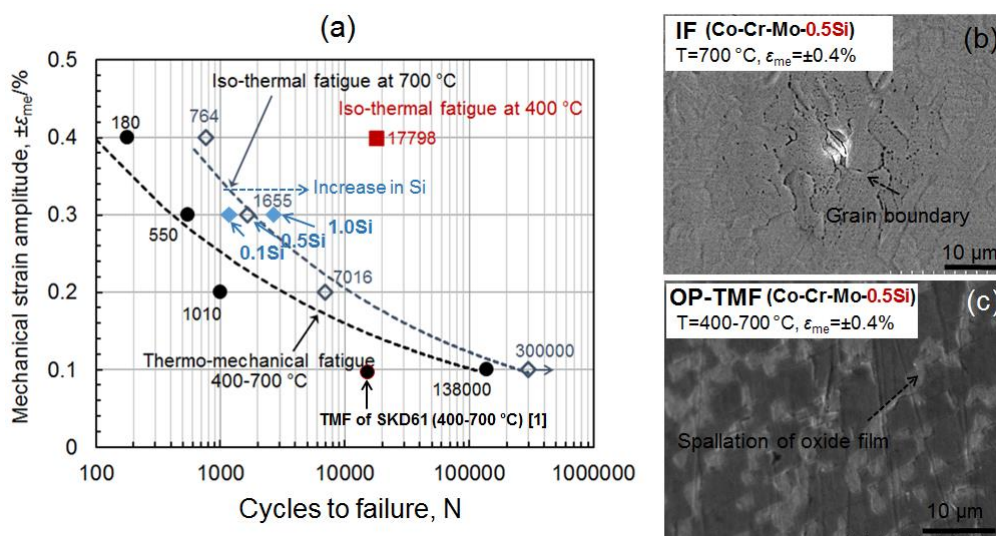 (a)
Mechanical strain amplitude, ±εme/%
0.5
0.4
0.3
0.2
0.1
0
100
1000
10000
100000
1000000
Cycles to failure, N
Iso-thermal fatigue at 700 °C
Iso-thermal fatigue at 400 °C
180
764
17798
Increase in Si
1655
1.0Si
0.5Si
0.1Si
550
7016
1010
Thermo-mechanical fatigue
400-700 °C
300000
138000
TMF of SKD61 (400-700 °C) [1]
IF (Co-Cr-Mo-0.5Si)
T=700 °C, εme=±0.4%
(b)
Grain boundary
10 µm
OP-TMF (Co-Cr-Mo-0.5Si)
T=400-700 °C, εme=±0.4%
(c)
Spallation of oxide film
10 µm